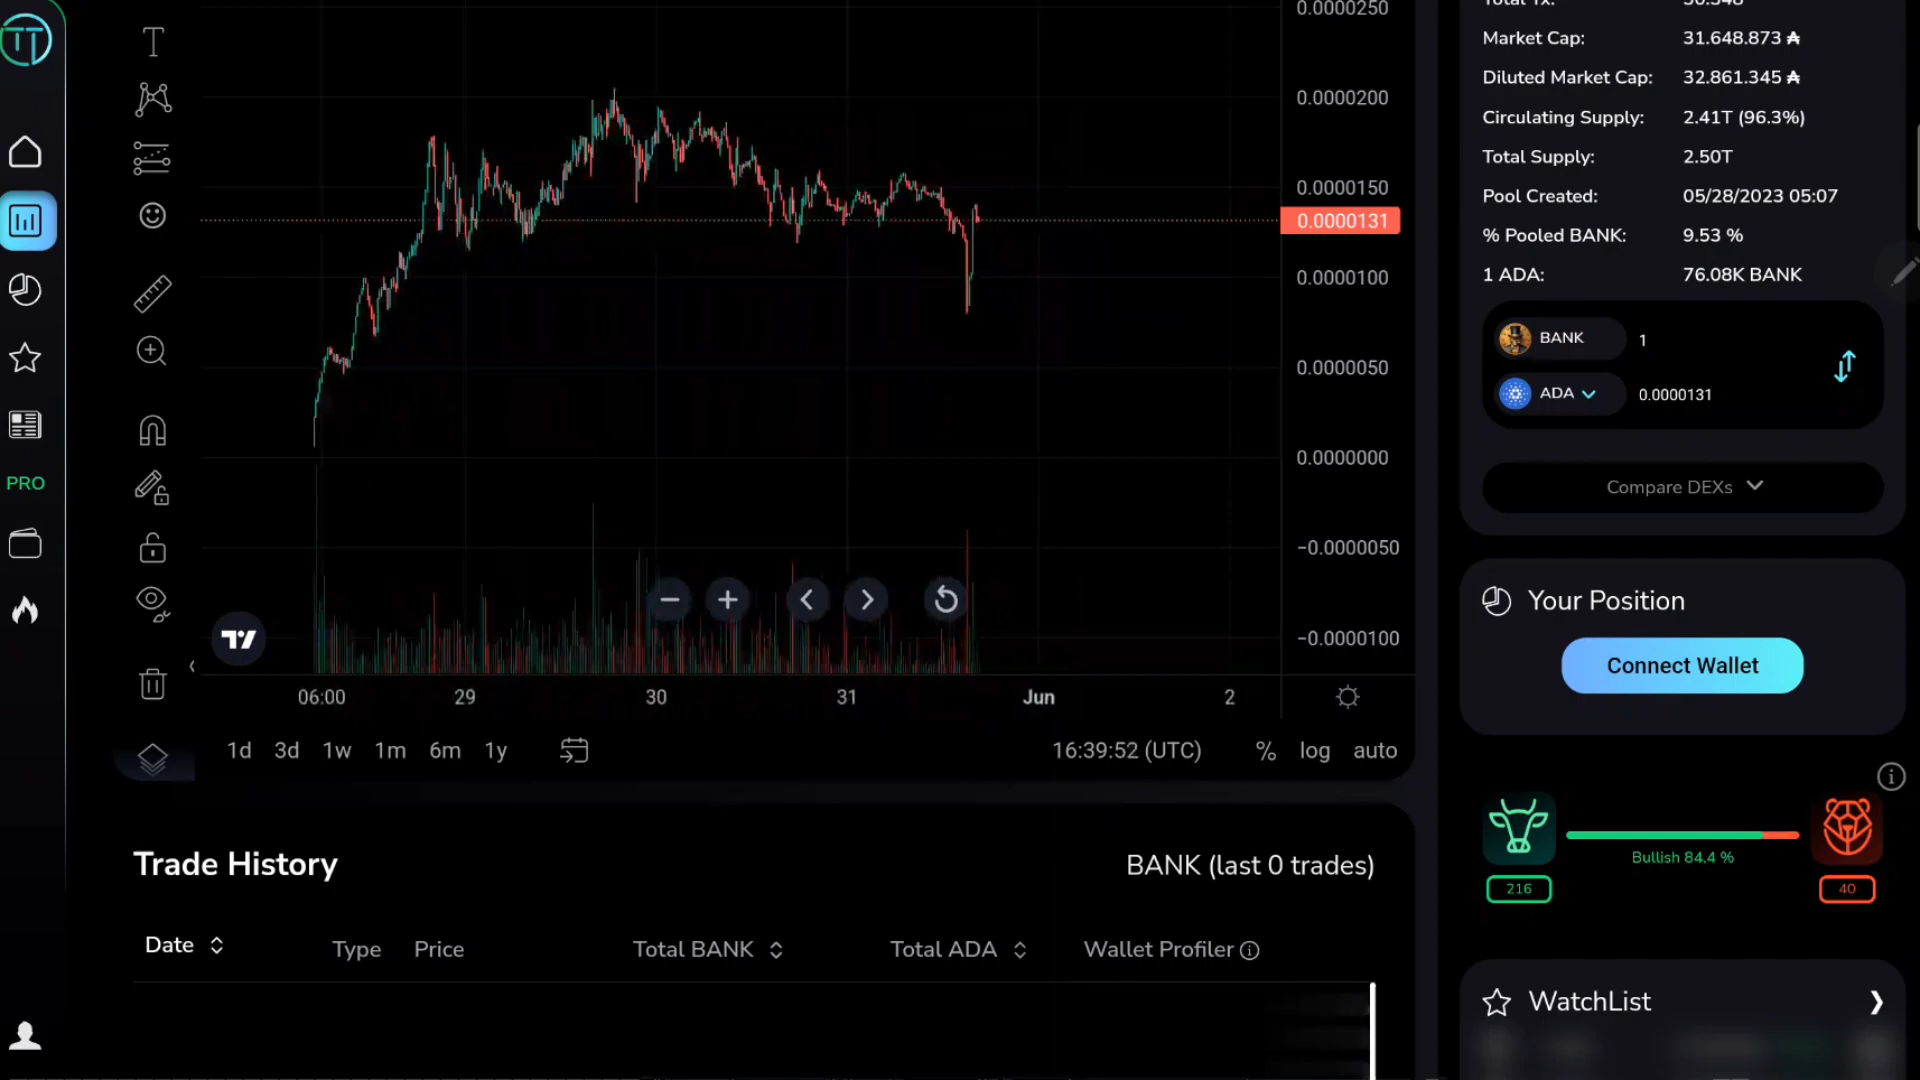 0.0000250
0.0000200
0.0000150
0.0000131
0.0000100
0.0000050
0.0000000
−0.0000050
−0.0000100
PRO
06:00 29 30 31 Jun 2
1d 3d 1w 1m 6m 1y 16:39:52 (UTC) % log auto
Trade History BANK (last 0 trades)
Date Type Price Total BANK Total ADA Wallet Profiler
Market Cap: 31.648.873 ₳
Diluted Market Cap: 32.861.345 ₳
Circulating Supply: 2.41T (96.3%)
Total Supply: 2.50T
Pool Created: 05/28/2023 05:07
% Pooled BANK: 9.53 %
1 ADA: 76.08K BANK
BANK 1
ADA 0.0000131
Compare DEXs
Your Position
Connect Wallet
Bullish 84.4 %
216 40
WatchList